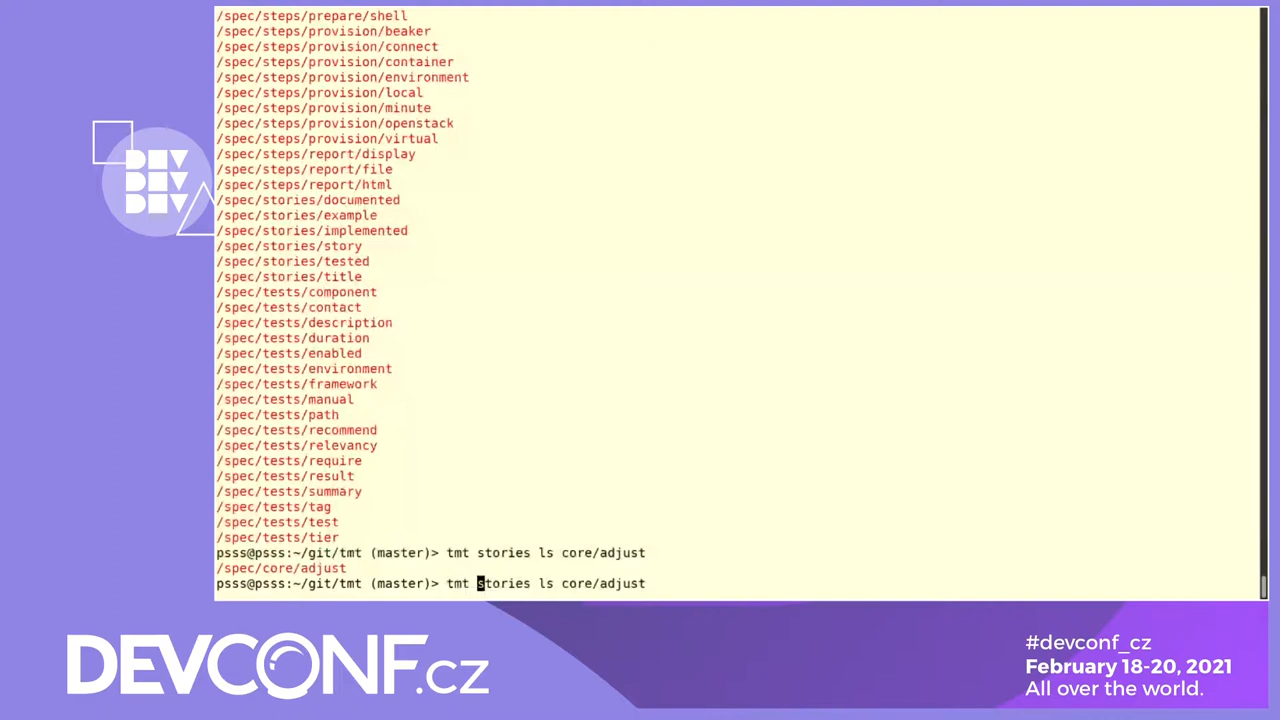 /spec/steps/prepare/shell
/spec/steps/provision/beaker
/spec/steps/provision/connect
/spec/steps/provision/container
/spec/steps/provision/environment
/spec/steps/provision/local
/spec/steps/provision/minute
/spec/steps/provision/openstack
/spec/steps/provision/virtual
/spec/steps/report/display
/spec/steps/report/file
/spec/steps/report/html
/spec/stories/documented
/spec/stories/example
/spec/stories/implemented
/spec/stories/story
/spec/stories/tested
/spec/stories/title
/spec/tests/component
/spec/tests/contact
/spec/tests/description
/spec/tests/duration
/spec/tests/enabled
/spec/tests/environment
/spec/tests/framework
/spec/tests/manual
/spec/tests/path
/spec/tests/recommend
/spec/tests/relevancy
/spec/tests/require
/spec/tests/result
/spec/tests/summary
/spec/tests/tag
/spec/tests/test
/spec/tests/tier
psss@psss:~/git/tmt (master)> tmt stories ls core/adjust
/spec/core/adjust
psss@psss:~/git/tmt (master)> tmt stories ls core/adjust
DEV
DEV
DEV
DEVCONF.cz
#devconf_cz
February 18-20, 2021
All over the world.